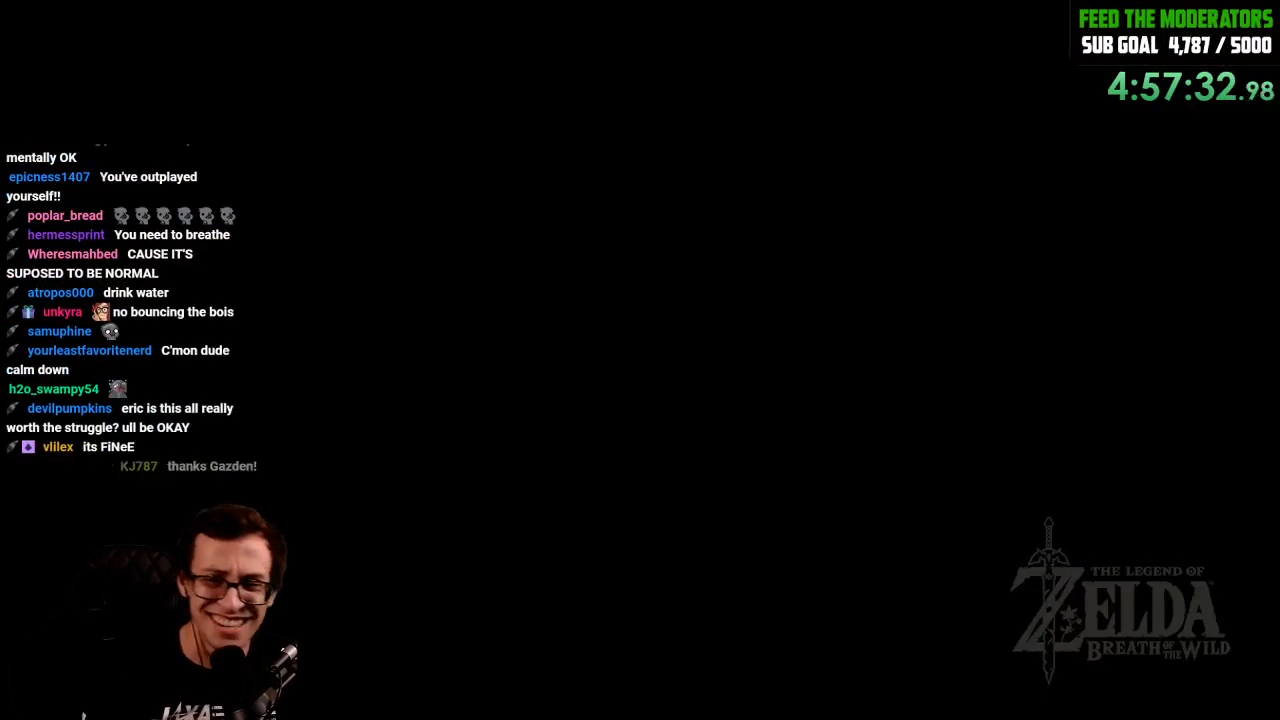 FEED THE MODERATORS
SUB GOAL 4,787 / 5000
4:57:32.98
mentally OK
epicness1407 You've outplayed
yourself!!
poplar_bread
hermessprint You need to breathe
Wheresmahbed CAUSE IT'S
SUPOSED TO BE NORMAL
atropos000 drink water
unkyra no bouncing the bois
samuphine
yourleastfavoritenerd C'mon dude
calm down
h2o_swampy54
devilpumpkins eric is this all really
worth the struggle? ull be OKAY
vlilex its FiNeE
KJ787 thanks Gazden!
THE LEGEND OF
ZELDA
BREATH OF THE WILD